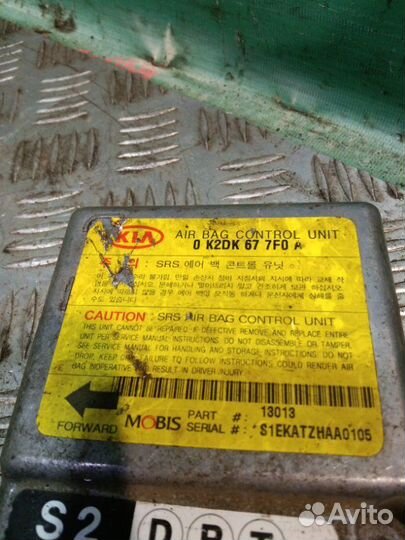 KIA AIR BAG CONTROL UNIT
0 K2DK 67 7F0 A
SRS 에어 백 콘트롤 유닛
CAUTION : SRS AIR BAG CONTROL UNIT
THIS UNIT CANNOT BE REPAIRED. IF DEFECTIVE REMOVE AND REPLACE ENTIRE
UNIT PER SERVICE MANUAL INSTRUCTIONS. DO NOT DISASSEMBLE OR TAMPER.
SEE SERVICE MANUAL FOR HANDLING AND STORAGE INSTRUCTIONS. DO NOT
DROP. KEEP DRY. FAILURE TO FOLLOW INSTRUCTIONS COULD RENDER AIR
BAG INOPERATIVE RESULT IN DRIVER INJURY
FORWARD MOBIS
PART #: 13013
SERIAL #: S1EKATZHAA0105
S2 DPT
Avito